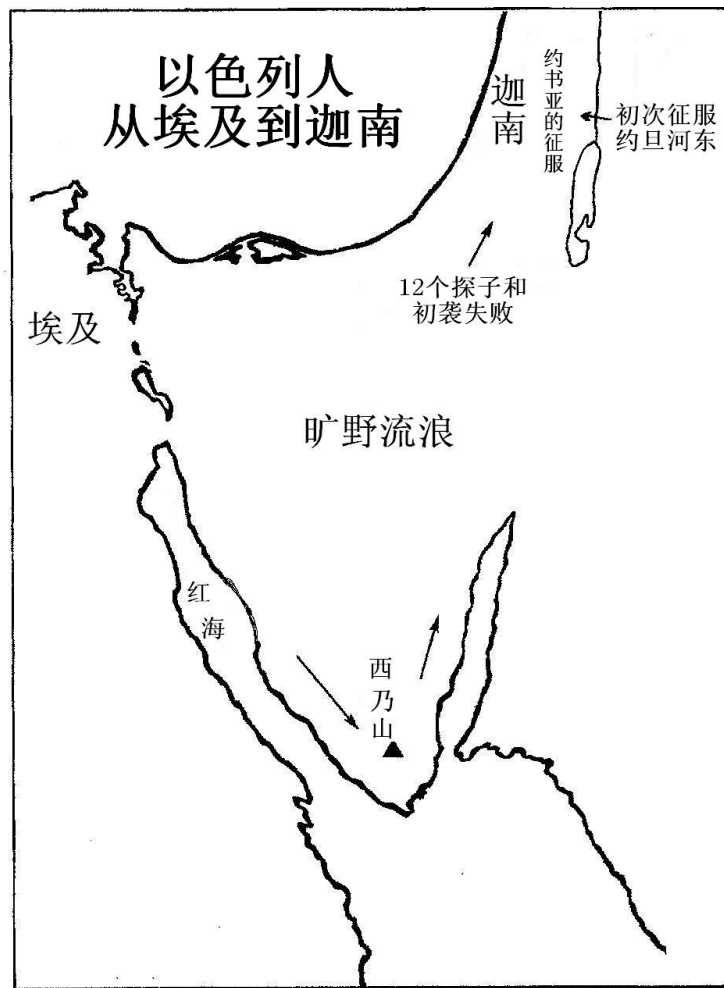 以色列人
从埃及到迦南
迦南
约书亚的征服
初次征服
约旦河东
12个探子和
初袭失败
埃及
旷野流浪
红海
西乃山